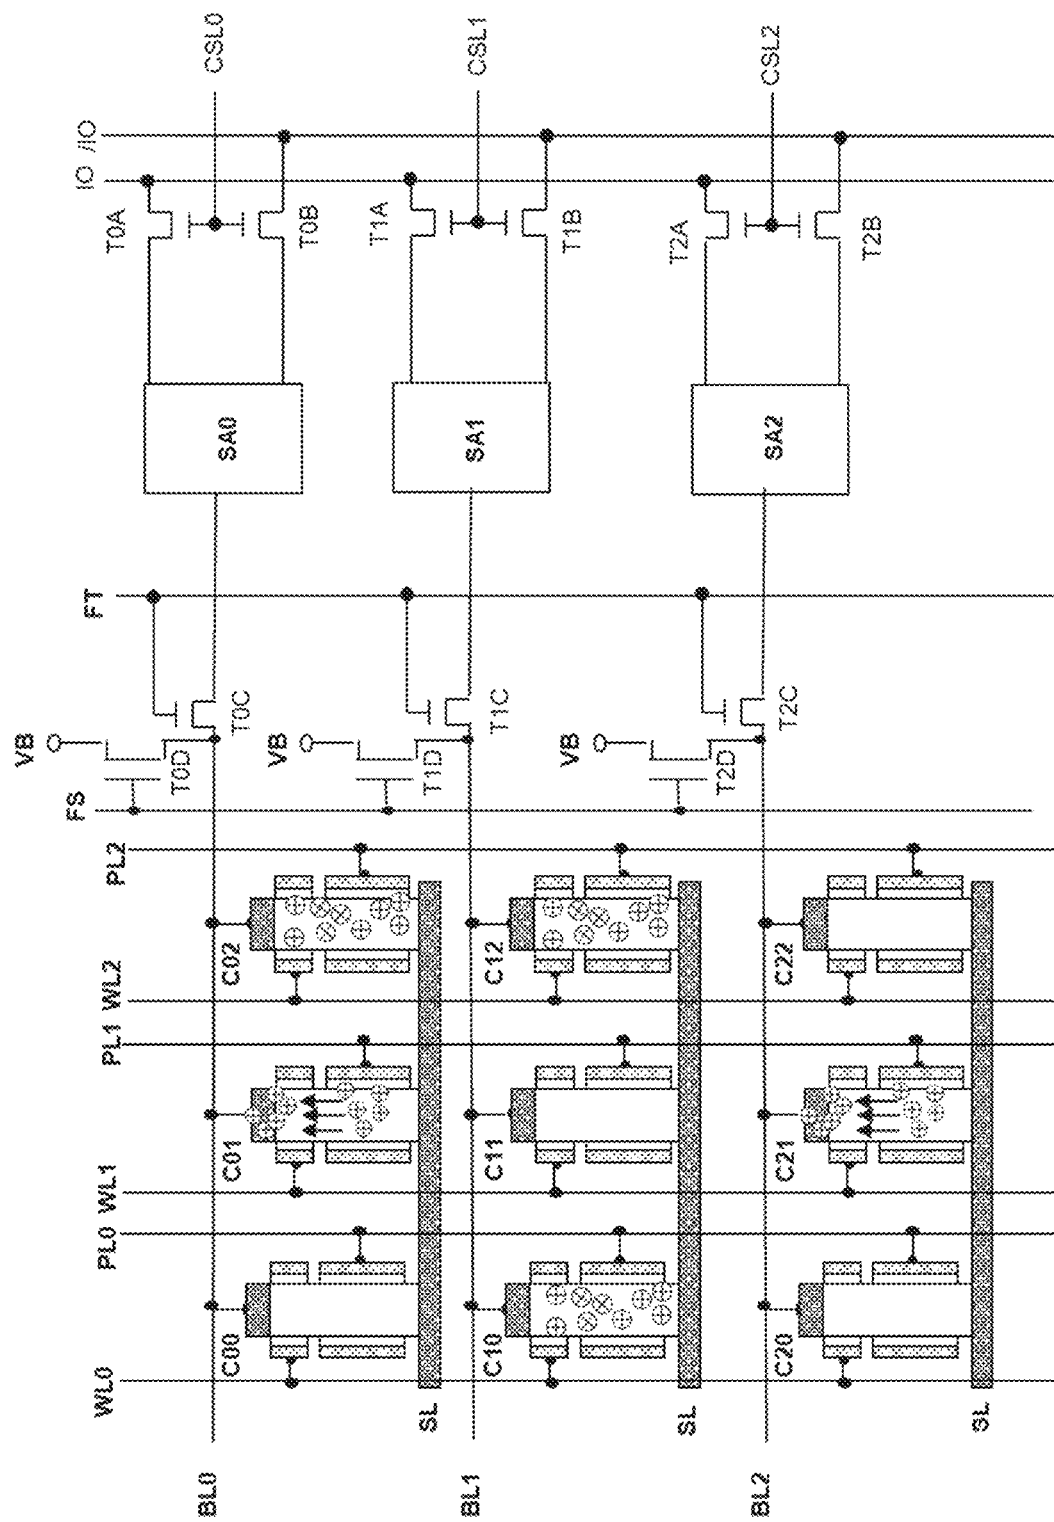 CSL0
CSL1
CSL2
IO /IO
T0A
T0B
T1A
T1B
T2A
T2B
SA0
SA1
SA2
FT
T0C
T1C
T2C
VB
VB
VB
T0D
T1D
T2D
FS
PL2
C02
C12
C22
WL2
PL1
C01
C11
C21
WL1
PL0
C00
C10
C20
WL0
SL
SL
SL
BL0
BL1
BL2